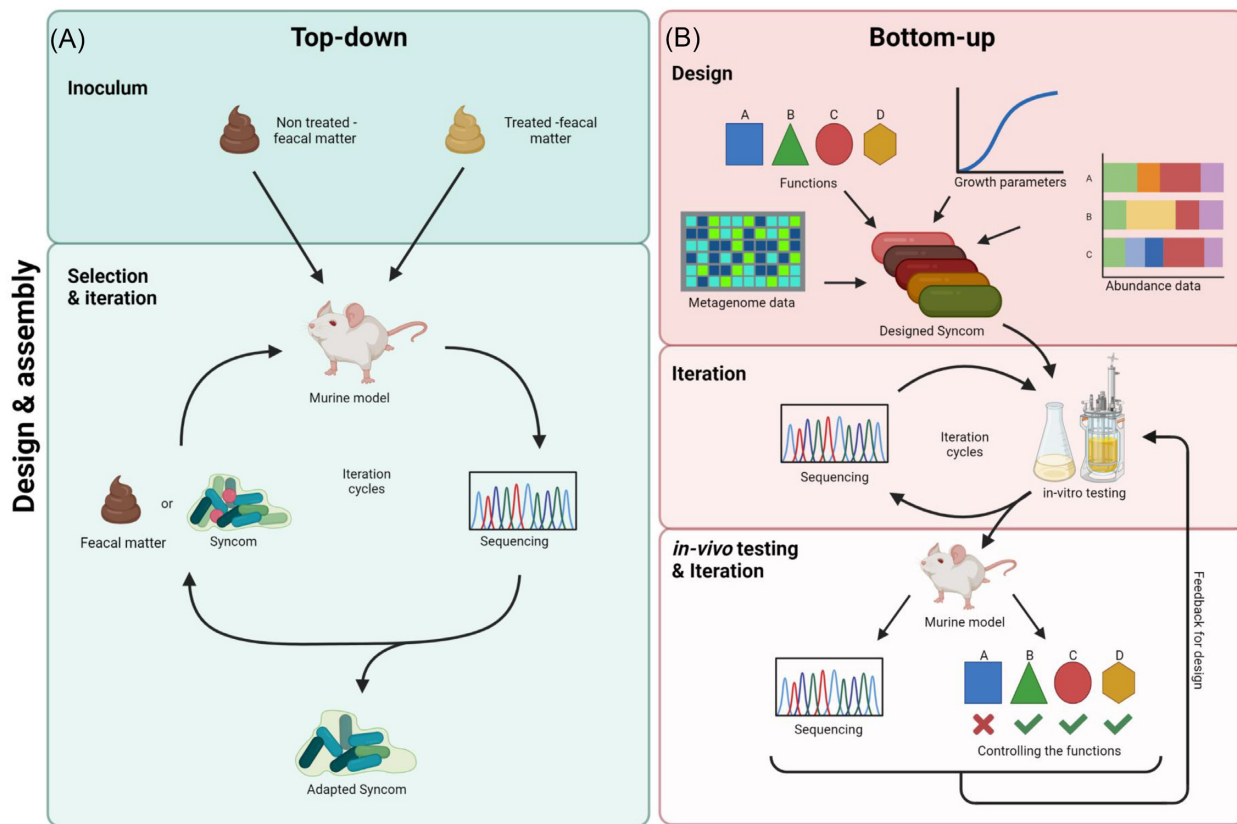 Design & assembly
(A)
Top-down
Inoculum
Non treated -
feacal matter
Treated -feacal
matter
Selection
& iteration
Murine model
Iteration
cycles
or
Feacal matter
Syncom
Sequencing
Adapted Syncom
(B)
Bottom-up
Design
A
B
C
D
Functions
Growth parameters
A
B
C
Abundance data
Metagenome data
Designed Syncom
Iteration
Iteration
cycles
Sequencing
in-vitro testing
in-vivo testing
& Iteration
Murine model
Feedback for design
A
B
C
D
Sequencing
Controlling the functions